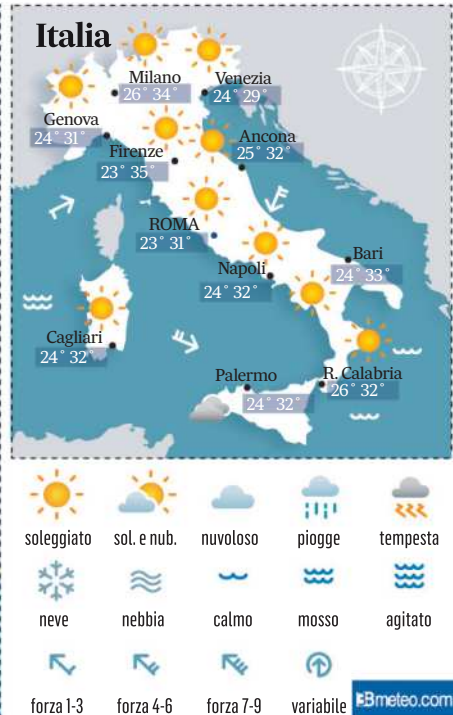 Italia
Milano
26° 34°
Venezia
24° 29°
Genova
24° 31°
Firenze
23° 35°
Ancona
25° 32°
ROMA
23° 31°
Napoli
24° 32°
Bari
24° 33°
Cagliari
24° 32
Palermo
24° 32°
R. Calabria
26° 32°
soleggiato sol. e nub. nuvoloso piogge tempesta
neve nebbia calmo mosso agitato
forza 1-3 forza 4-6 forza 7-9 variabile
3Bmeteo.com